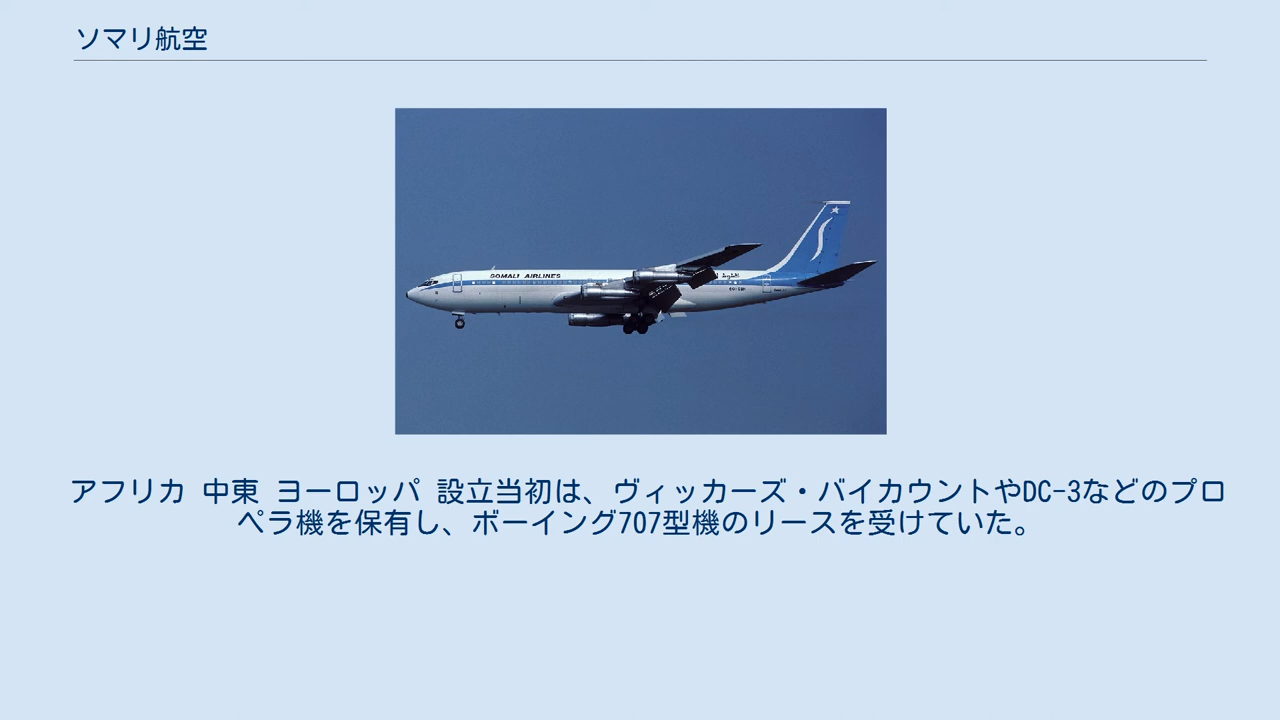 ソマリ航空
SOMALI AIRLINES
アフリカ 中東 ヨーロッパ 設立当初は、ヴィッカーズ・バイカウントやDC-3などのプロ
ペラ機を保有し、ボーイング707型機のリースを受けていた。